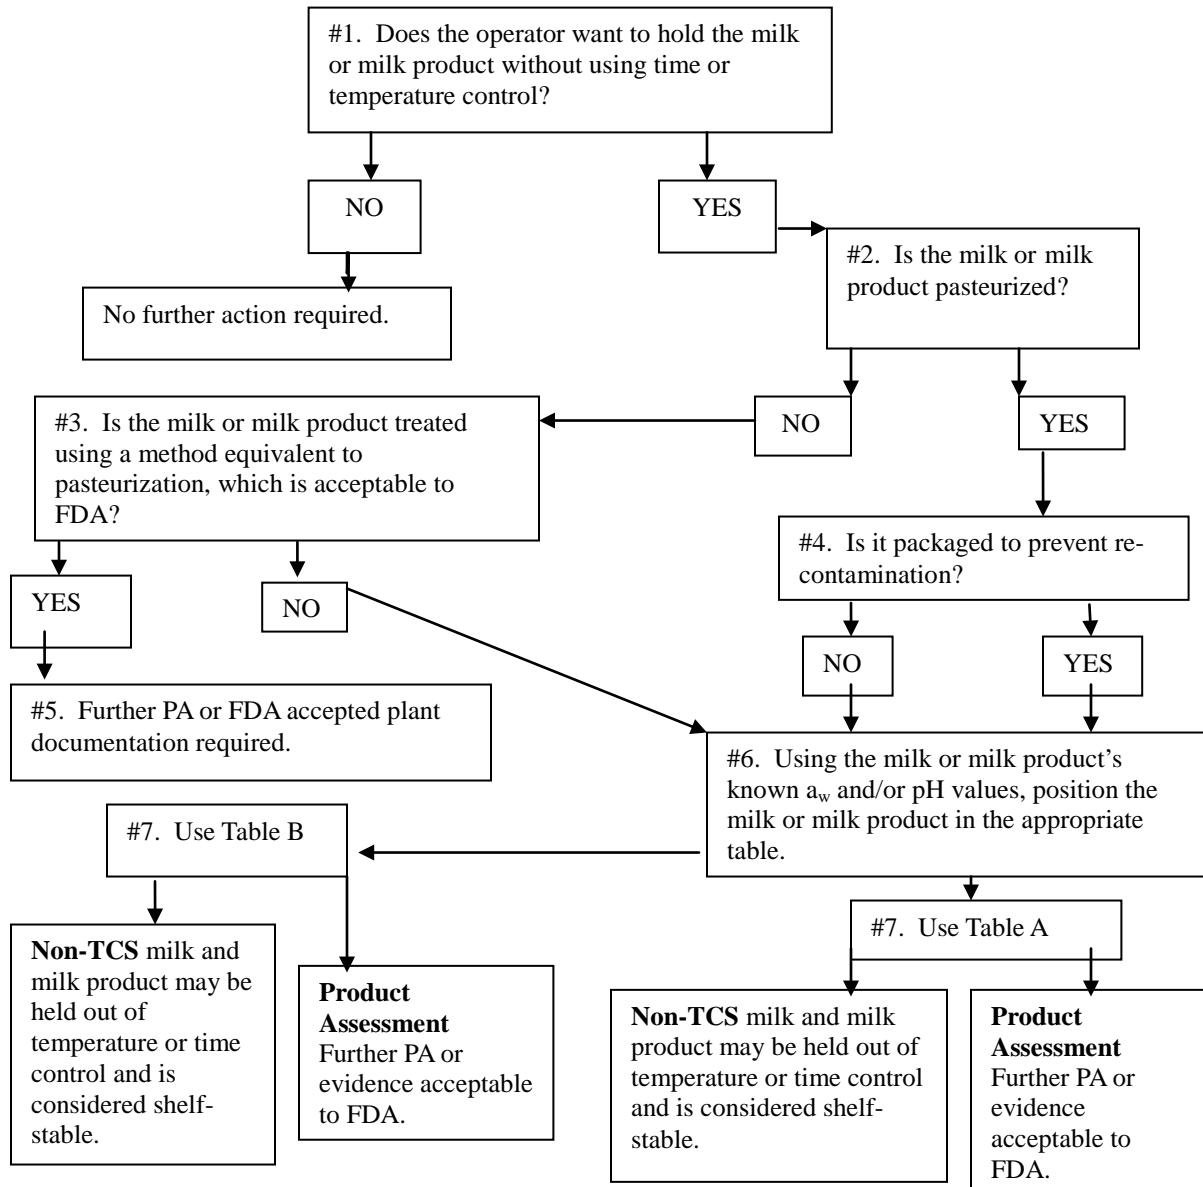 #1.  Does the operator want to hold the milk
or milk product without using time or
temperature control?
NO
YES
No further action required.
#2.  Is the milk or milk
product pasteurized?
#3.  Is the milk or milk product treated
using a method equivalent to
pasteurization, which is acceptable to
FDA?
NO
YES
YES
NO
#4.  Is it packaged to prevent re-
contamination?
NO
YES
#5.  Further PA or FDA accepted plant
documentation required.
#6.  Using the milk or milk product's
known aw and/or pH values, position the
milk or milk product in the appropriate
table.
#7.  Use Table B
#7.  Use Table A
Non-TCS milk and
milk product may be
held out of
temperature or time
control and is
considered shelf-
stable.
Product
Assessment
Further PA or
evidence acceptable
to FDA.
Non-TCS milk and milk
product may be held out of
temperature or time control
and is considered shelf-
stable.
Product
Assessment
Further PA or
evidence
acceptable to
FDA.